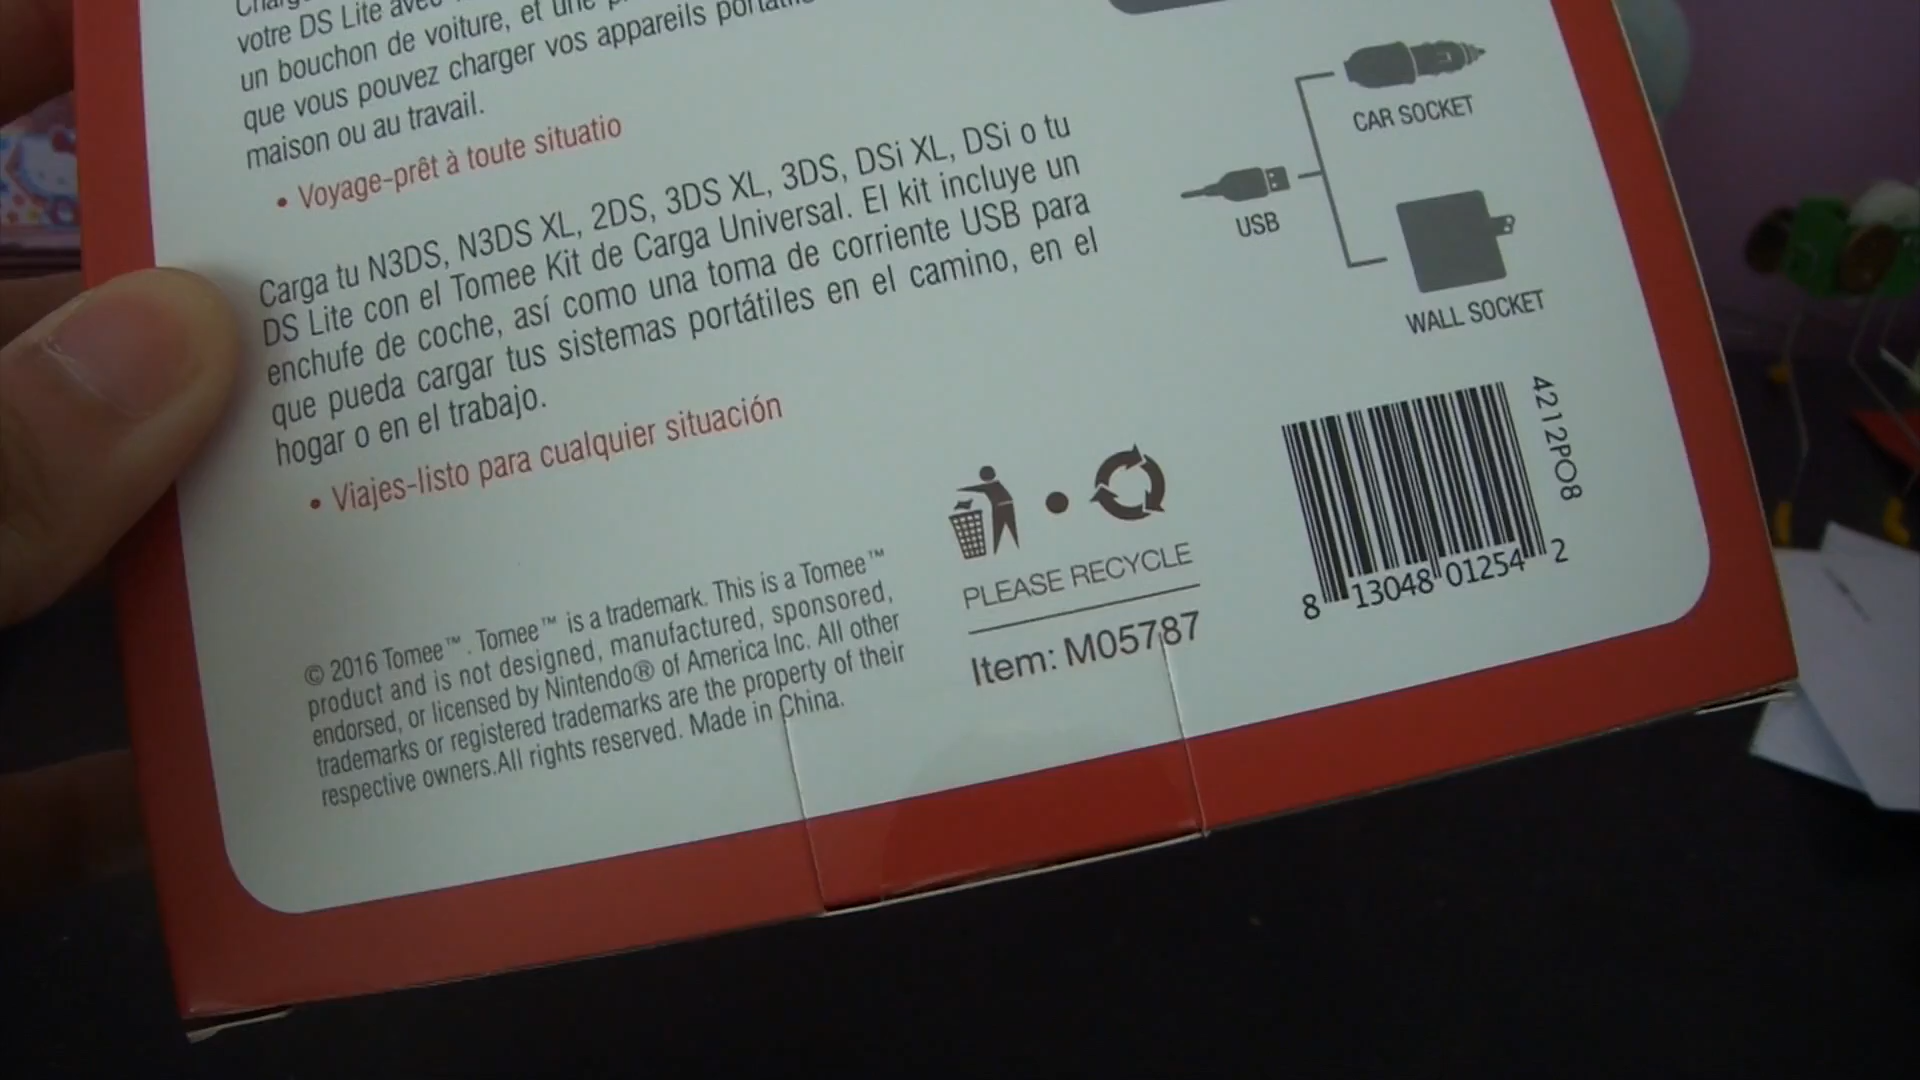 votre DS Lite avec
un bouchon de voiture, et une
que vous pouvez charger vos appareils
maison ou au travail.
• Voyage-prêt à toute situatio
Carga tu N3DS, N3DS XL, 2DS, 3DS XL, 3DS, DSi XL, DSi o tu
DS Lite con el Tomee Kit de Carga Universal. El kit incluye un
enchufe de coche, así como una toma de corriente USB para
que pueda cargar tus sistemas portátiles en el camino, en el
hogar o en el trabajo.
• Viajes-listo para cualquier situación
CAR SOCKET
USB
WALL SOCKET
© 2016 Tomee™. Tomee™ is a trademark. This is a Tomee™
product and is not designed, manufactured, sponsored,
endorsed, or licensed by Nintendo® of America Inc. All other
trademarks or registered trademarks are the property of their
respective owners.All rights reserved. Made in China.
PLEASE RECYCLE
Item: M05787
4212PO8
8 13048 01254 2